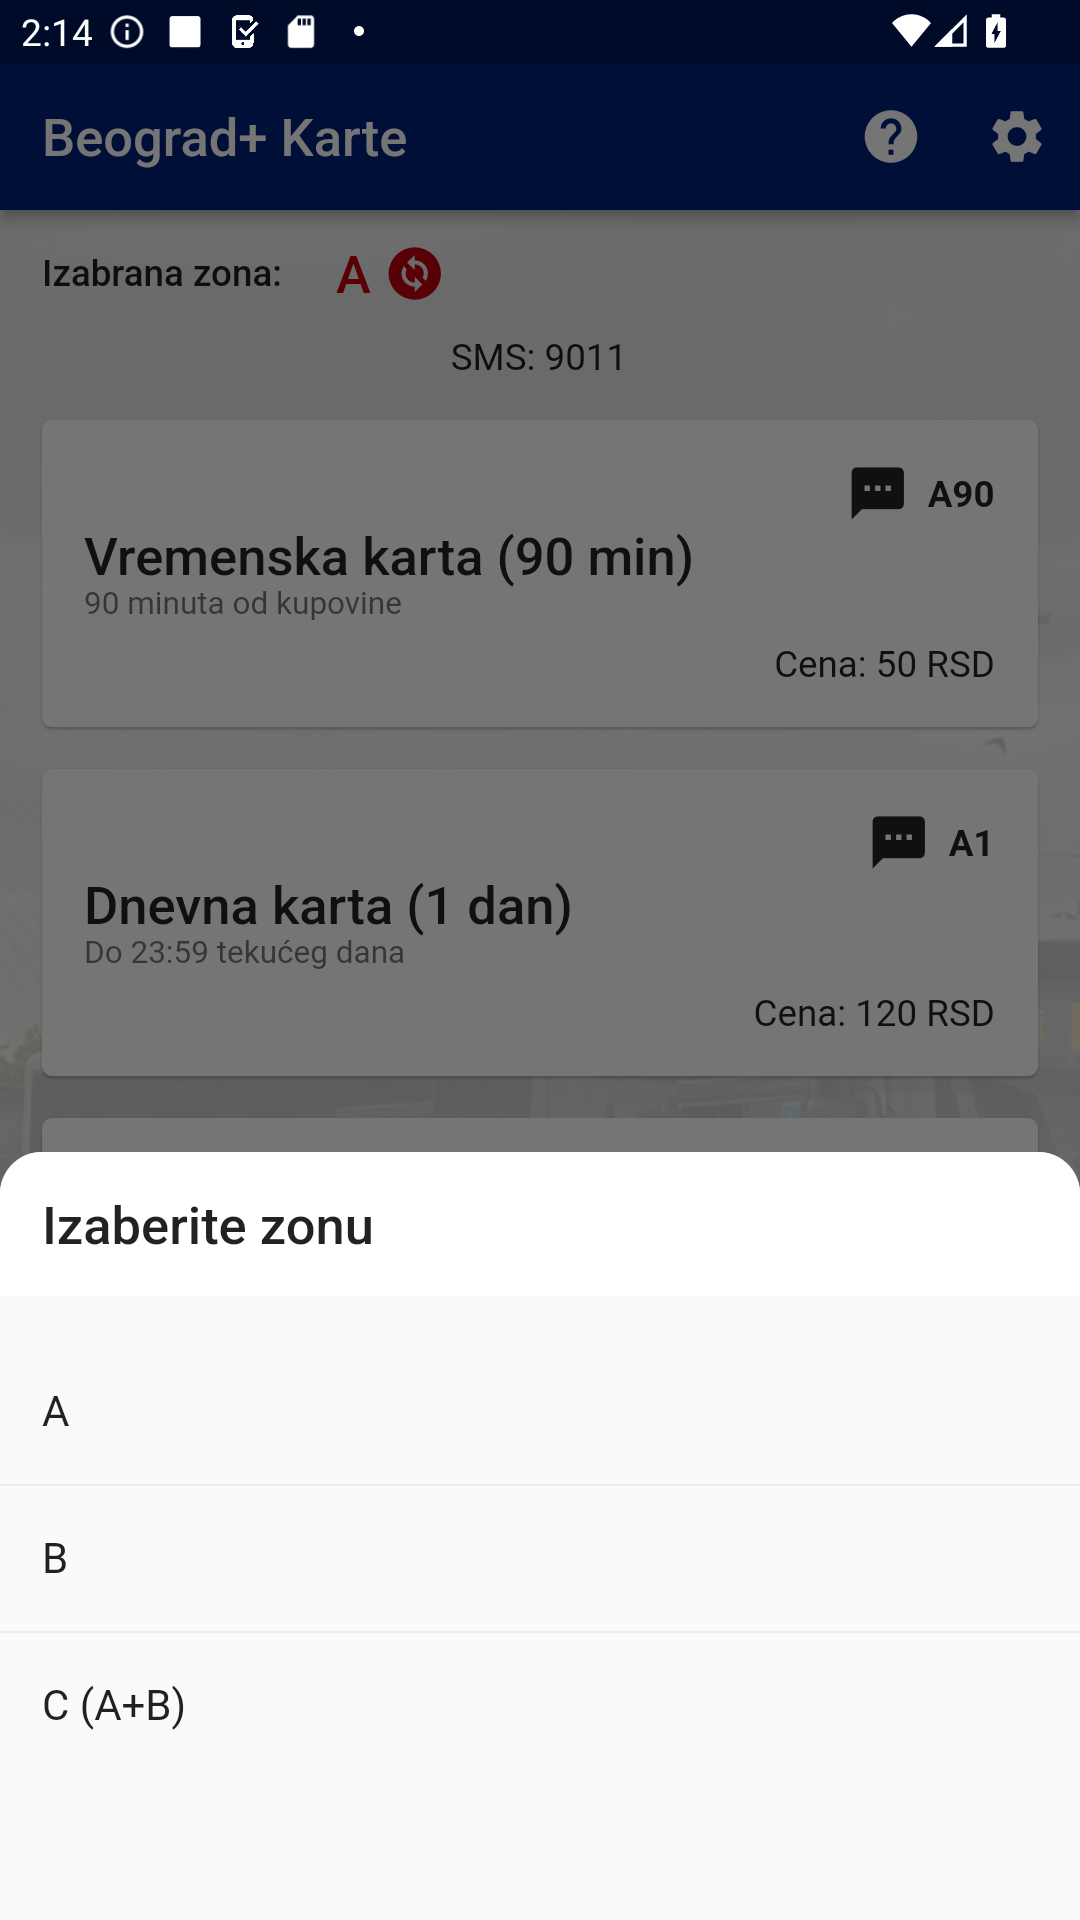 2:14
Beograd+ Karte
Izabrana zona: A
SMS: 9011
A90
Vremenska karta (90 min)
90 minuta od kupovine
Cena: 50 RSD
A1
Dnevna karta (1 dan)
Do 23:59 tekućeg dana
Cena: 120 RSD
Izaberite zonu
A
B
C (A+B)